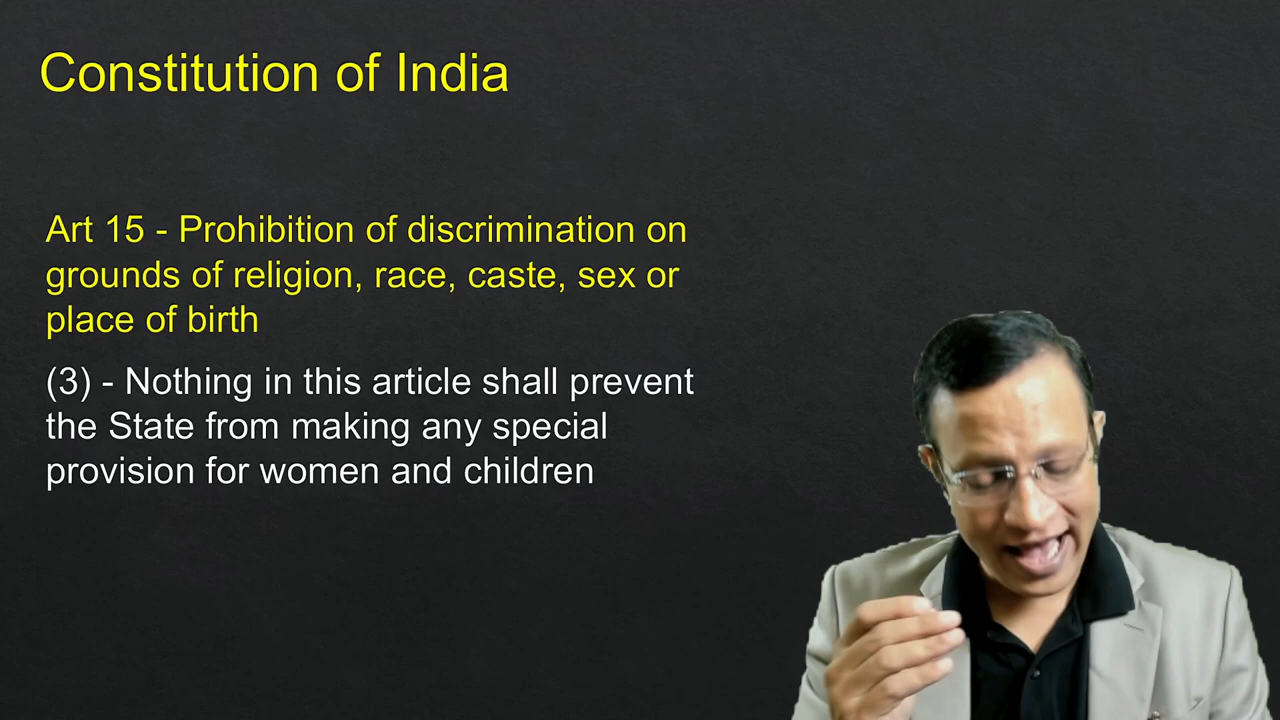 Constitution of India
Art 15 - Prohibition of discrimination on
grounds of religion, race, caste, sex or
place of birth
(3) - Nothing in this article shall prevent
the State from making any special
provision for women and children